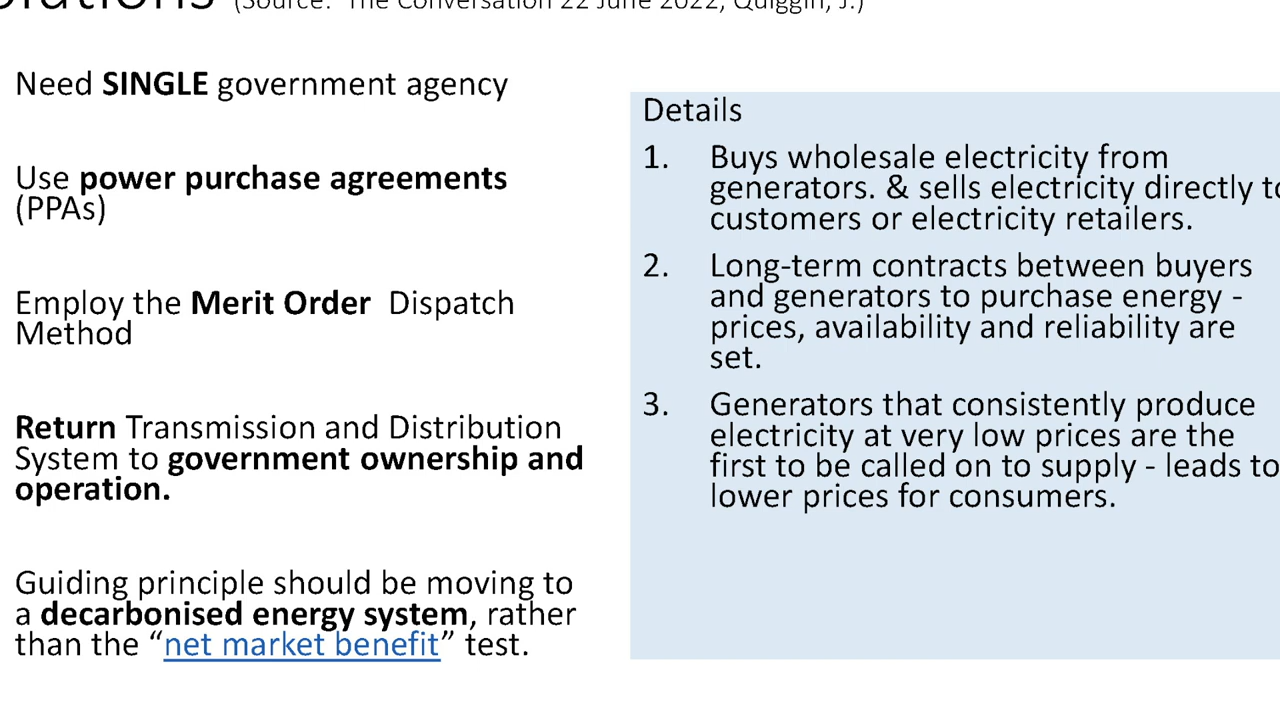 (Source: The Conversation 22 June 2022, Quiggin, J.)
Need SINGLE government agency
Use power purchase agreements
(PPAs)
Employ the Merit Order Dispatch
Method
Return Transmission and Distribution
System to government ownership and
operation.
Guiding principle should be moving to
a decarbonised energy system, rather
than the “net market benefit” test.
Details
1. Buys wholesale electricity from
generators. & sells electricity directly
customers or electricity retailers.
2. Long-term contracts between buyers
and generators to purchase energy -
prices, availability and reliability are
set.
3. Generators that consistently produce
electricity at very low prices are the
first to be called on to supply - leads to
lower prices for consumers.